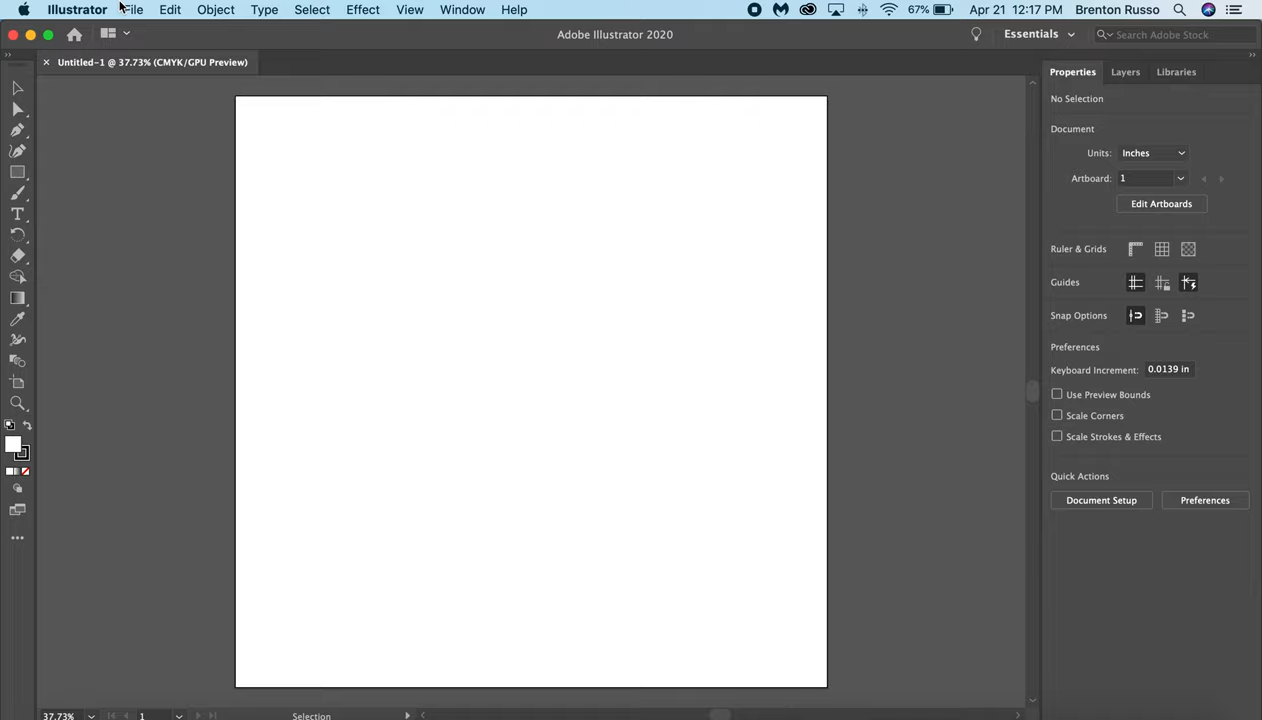 Illustrator File Edit Object Type Select Effect View Window Help 67% Apr 21 12:17 PM Brenton Russo
Adobe Illustrator 2020 Essentials Search Adobe Stock
Untitled-1 @ 37.73% (CMYK/GPU Preview)
Properties Layers Libraries
No Selection
Document
Units: Inches
Artboard: 1
Edit Artboards
Ruler & Grids
Guides
Snap Options
Preferences
Keyboard Increment: 0.0139 in
Use Preview Bounds
Scale Corners
Scale Strokes & Effects
Quick Actions
Document Setup Preferences
37.73% 1 Selection